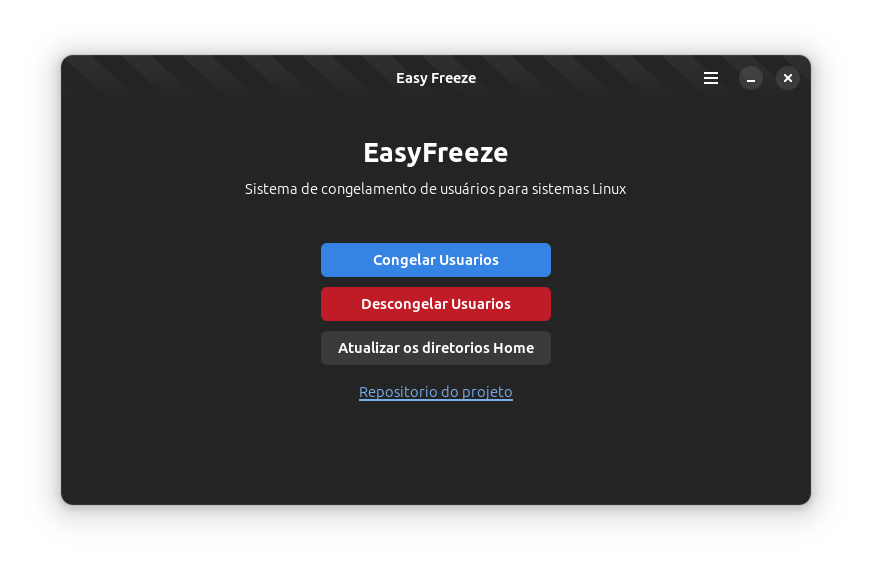 Easy Freeze
EasyFreeze
Sistema de congelamento de usuários para sistemas Linux
Congelar Usuarios
Descongelar Usuarios
Atualizar os diretorios Home
Repositorio do projeto